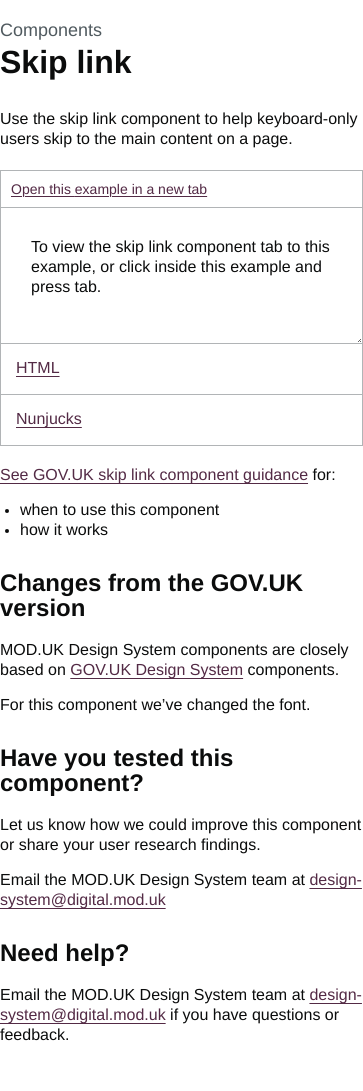 Components
Skip link
Use the skip link component to help keyboard-only
users skip to the main content on a page.
Open this example in a new tab
To view the skip link component tab to this
example, or click inside this example and
press tab.
HTML
Nunjucks
See GOV.UK skip link component guidance for:
• when to use this component
• how it works
Changes from the GOV.UK
version
MOD.UK Design System components are closely
based on GOV.UK Design System components.
For this component we’ve changed the font.
Have you tested this
component?
Let us know how we could improve this component
or share your user research findings.
Email the MOD.UK Design System team at design-
system@digital.mod.uk
Need help?
Email the MOD.UK Design System team at design-
system@digital.mod.uk if you have questions or
feedback.